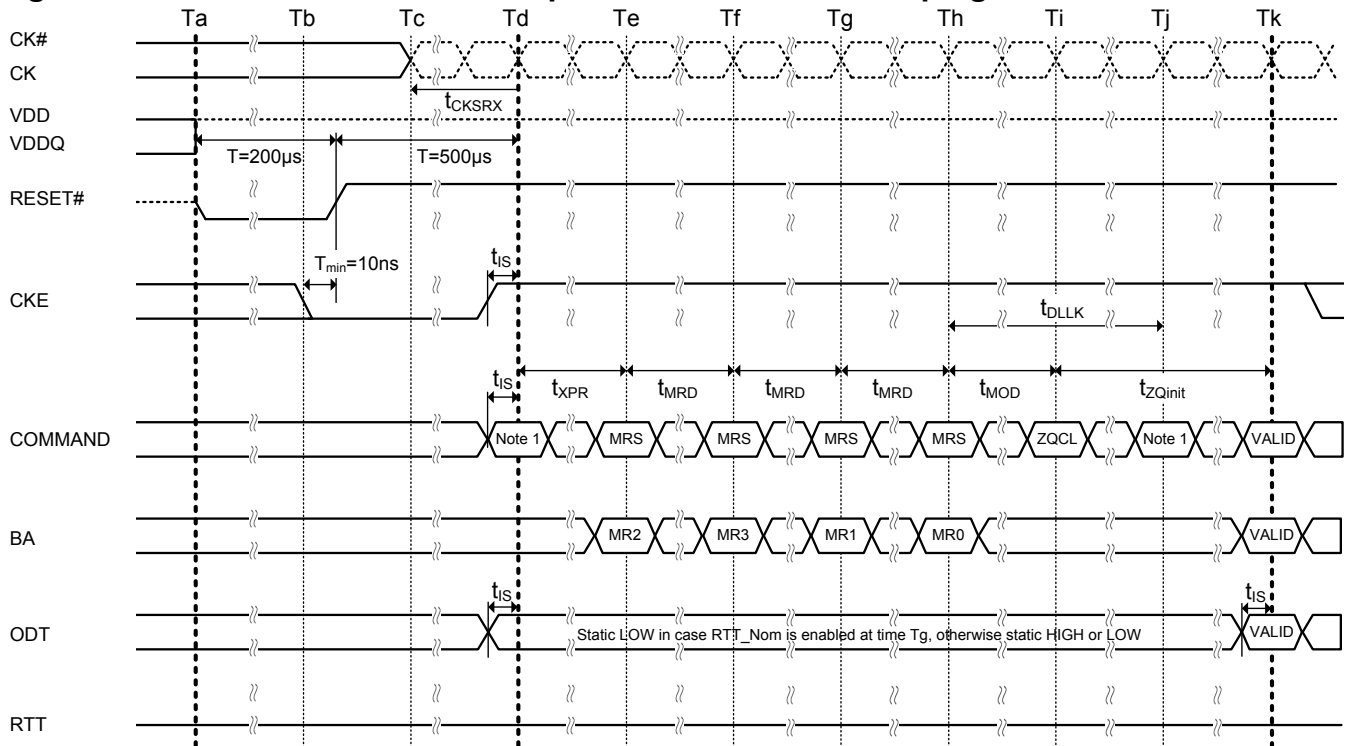 Ta Tb Tc Td Te Tf Tg Th Ti Tj Tk
CK#
CK
tCKSRX
VDD
VDDQ
T=200µs T=500µs
RESET#
Tmin=10ns tIS
CKE
tDLLK
tIS tXPR tMRD tMRD tMRD tMOD tZQinit
COMMAND Note 1 MRS MRS MRS MRS ZQCL Note 1 VALID
BA MR2 MR3 MR1 MR0 VALID
tIS tIS
ODT Static LOW in case RTT_Nom is enabled at time Tg, otherwise static HIGH or LOW VALID
RTT